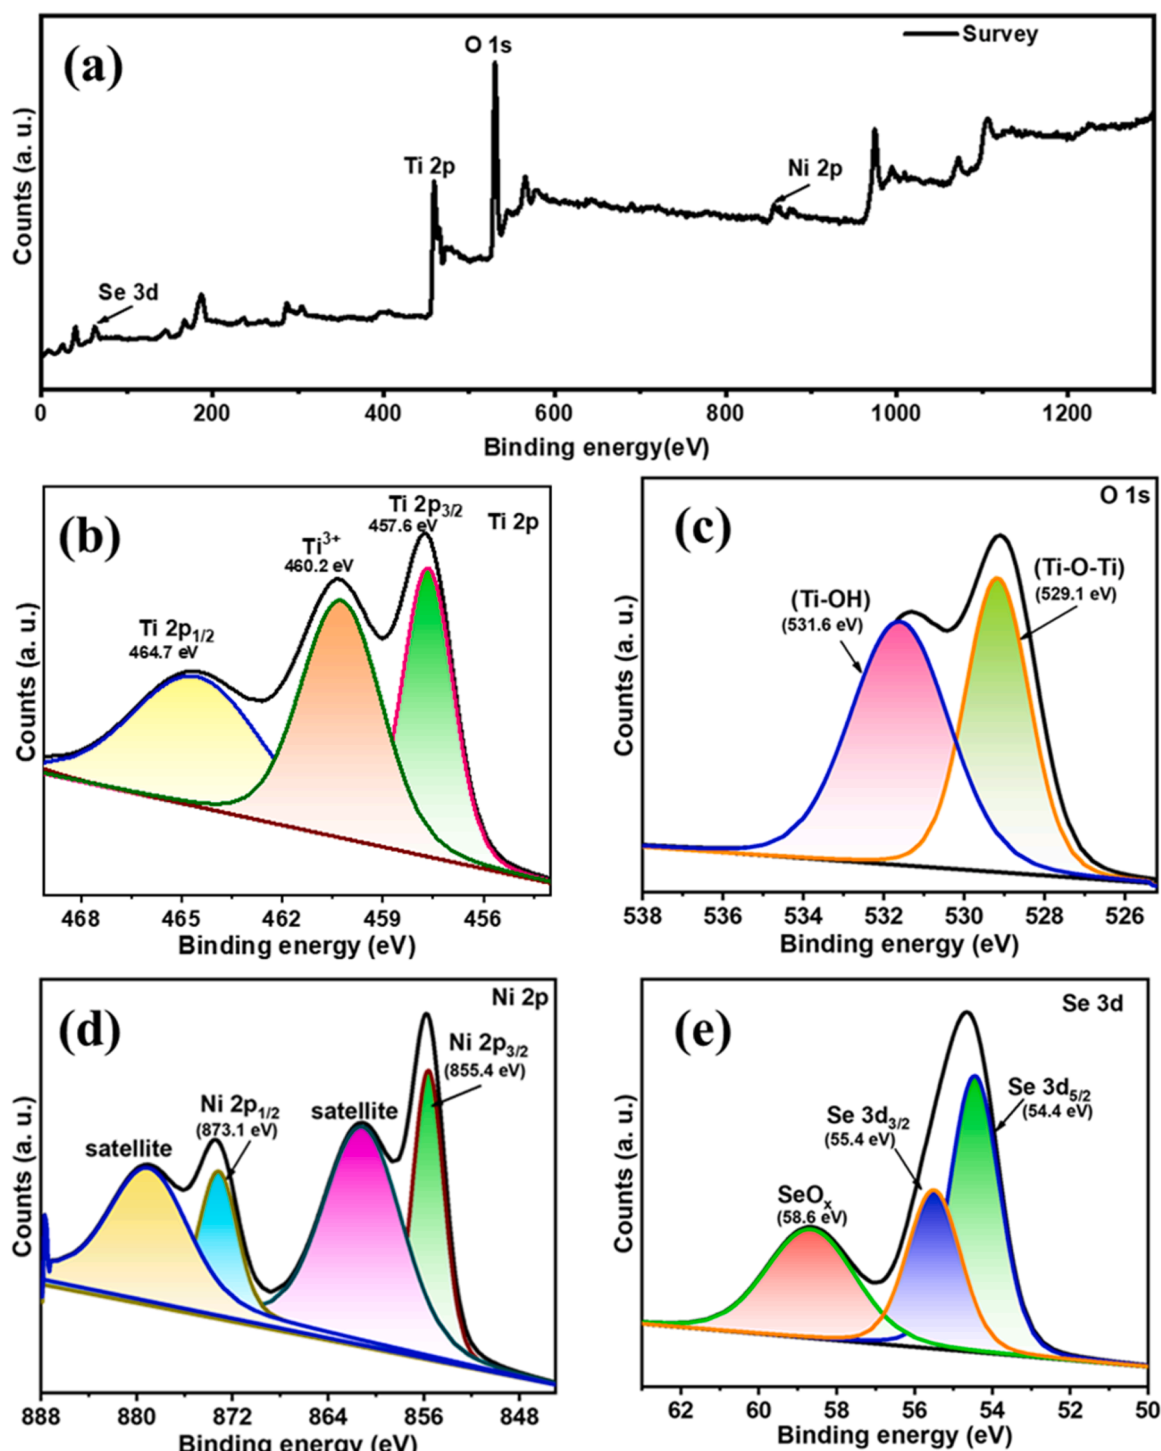 (a)
O 1s
Survey
Ti 2p
Ni 2p
Se 3d
Counts (a. u.)
0 200 400 600 800 1000 1200
Binding energy(eV)
(b)
Ti 2p3/2
457.6 eV
Ti 2p
Ti3+
460.2 eV
Ti 2p1/2
464.7 eV
Counts (a. u.)
468 465 462 459 456
Binding energy (eV)
(c)
O 1s
(Ti-O-Ti)
(529.1 eV)
(Ti-OH)
(531.6 eV)
Counts (a. u.)
538 536 534 532 530 528 526
Binding energy (eV)
(d)
Ni 2p
Ni 2p3/2
(855.4 eV)
satellite
Ni 2p1/2
(873.1 eV)
satellite
Counts (a. u.)
888 880 872 864 856 848
Binding energy (eV)
(e)
Se 3d
Se 3d5/2
(54.4 eV)
Se 3d3/2
(55.4 eV)
SeOx
(58.6 eV)
Counts (a. u.)
62 60 58 56 54 52 50
Binding energy (eV)